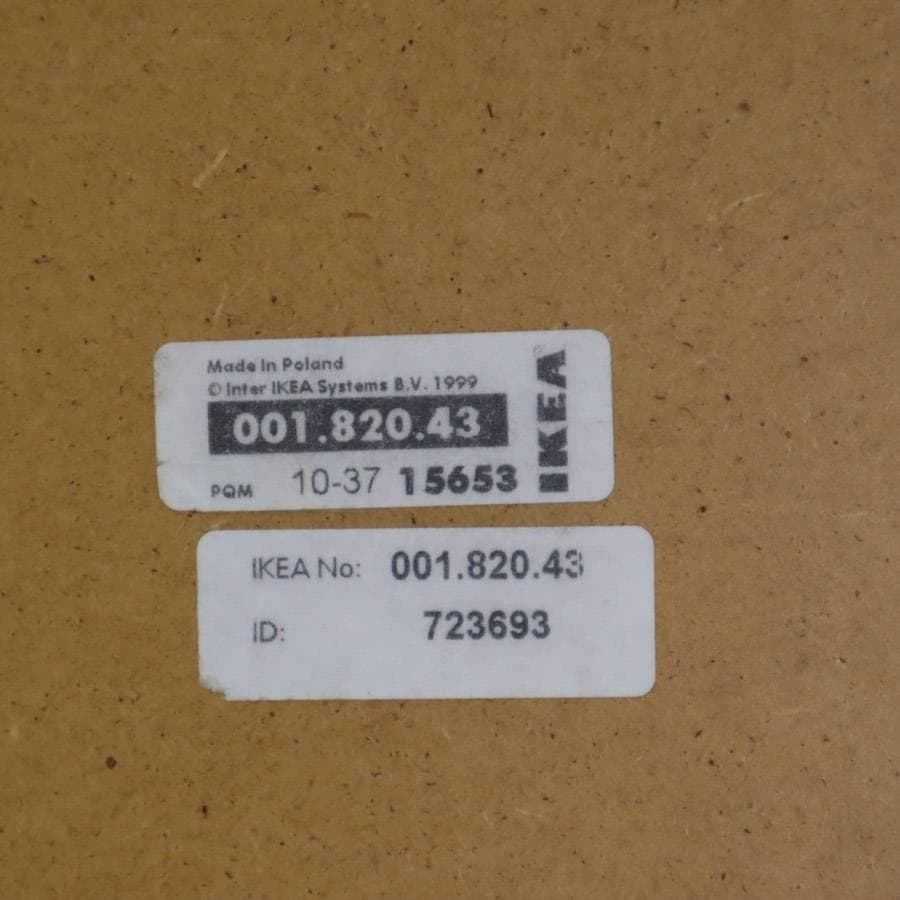 Made in Poland
© Inter IKEA Systems B.V. 1999
001.820.43
PQM 10-37 15653
IKEA
IKEA No: 001.820.43
ID: 723693